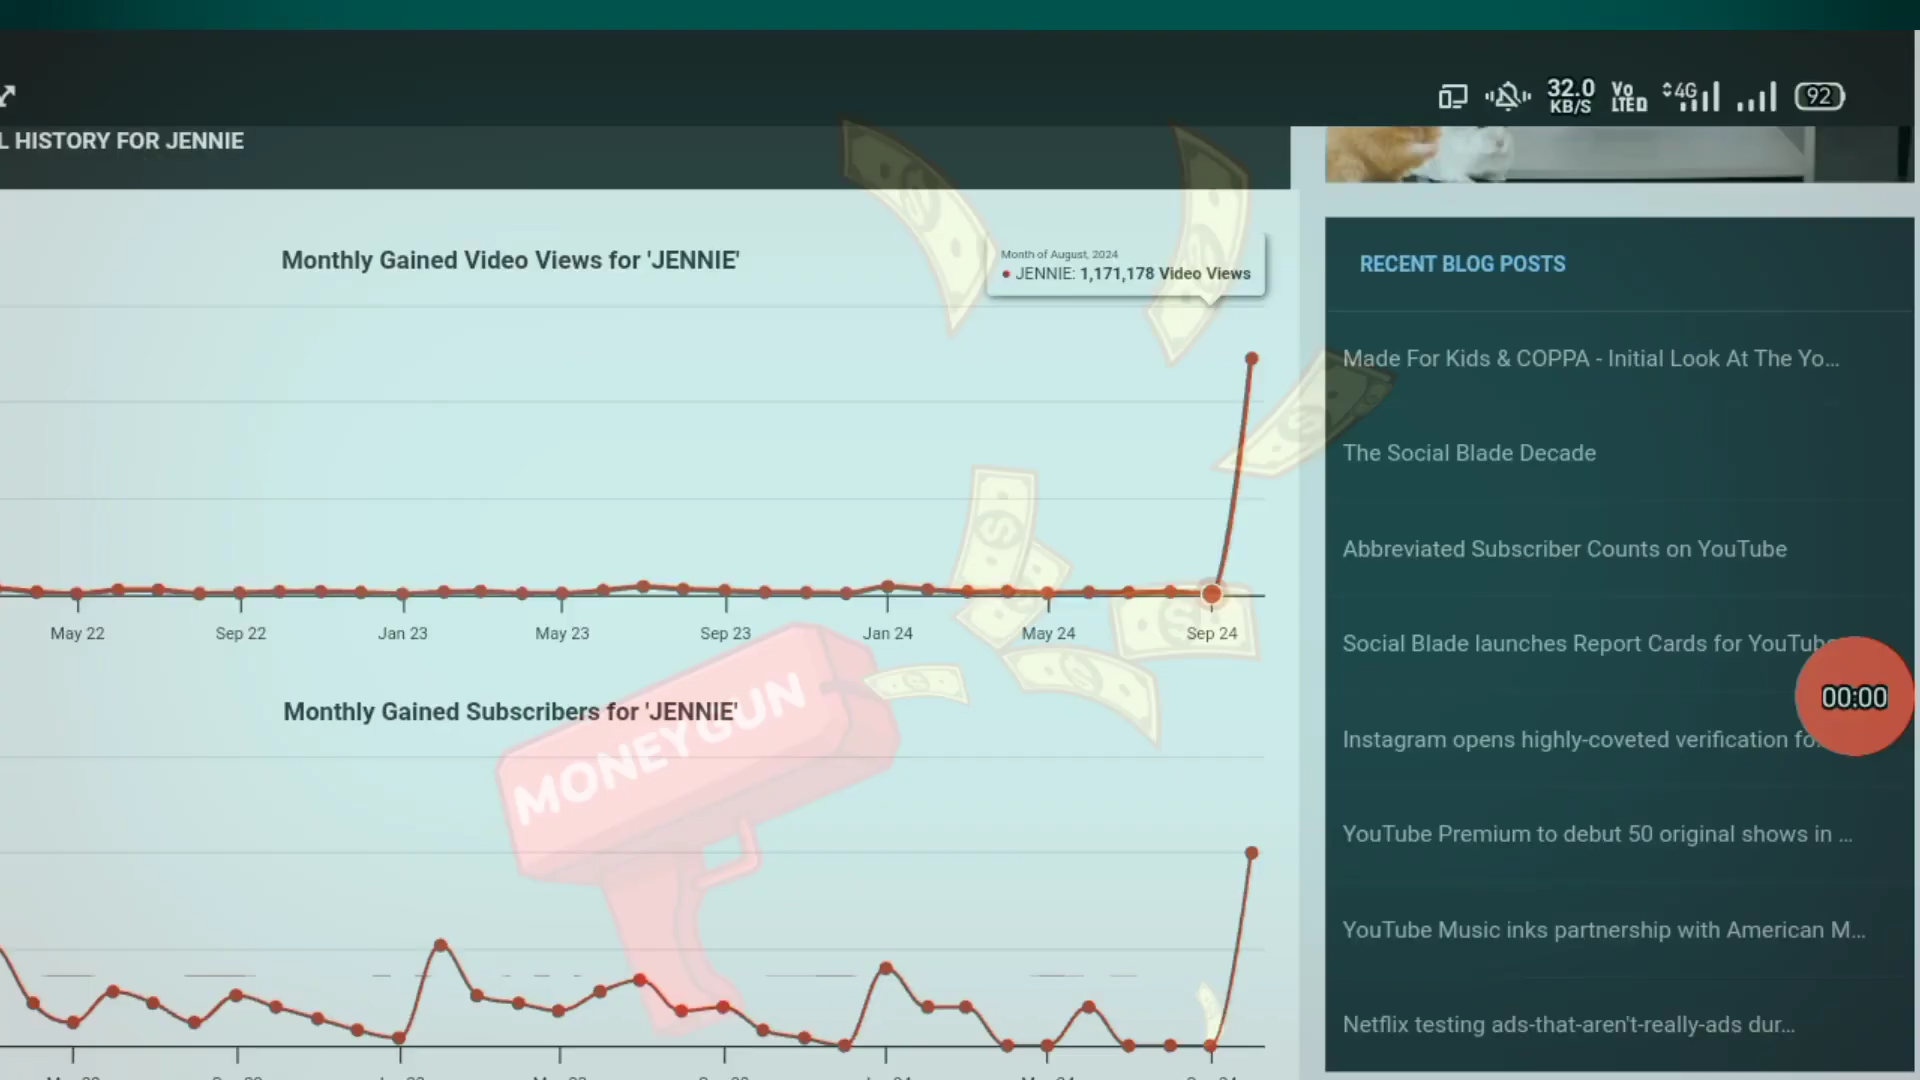 32.0
KB/S
Vo
LTE
4G
92
L HISTORY FOR JENNIE
Monthly Gained Video Views for 'JENNIE'
Month of August, 2024
JENNIE: 1,171,178 Video Views
May 22
Sep 22
Jan 23
May 23
Sep 23
Jan 24
May 24
Sep 24
Monthly Gained Subscribers for 'JENNIE'
MONEYGUN
RECENT BLOG POSTS
Made For Kids & COPPA - Initial Look At The Yo...
The Social Blade Decade
Abbreviated Subscriber Counts on YouTube
Social Blade launches Report Cards for YouTube
00:00
Instagram opens highly-coveted verification fo...
YouTube Premium to debut 50 original shows in ...
YouTube Music inks partnership with American M...
Netflix testing ads-that-aren't-really-ads dur...